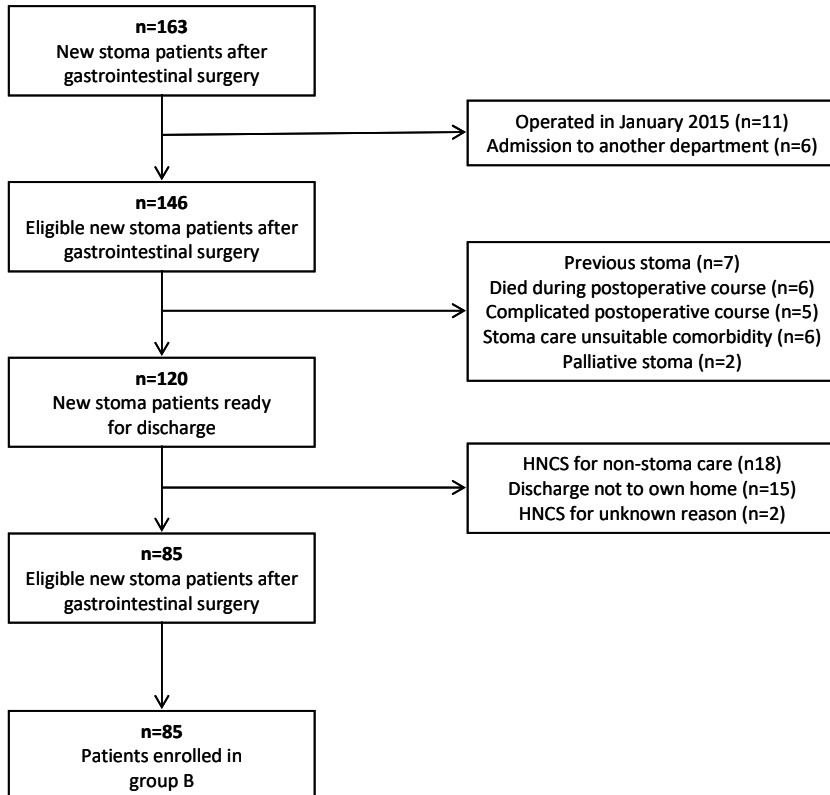 n=163
New stoma patients after
gastrointestinal surgery
Operated in January 2015 (n=11)
Admission to another department (n=6)
n=146
Eligible new stoma patients after
gastrointestinal surgery
Previous stoma (n=7)
Died during postoperative course (n=6)
Complicated postoperative course (n=5)
Stoma care unsuitable comorbidity (n=6)
Palliative stoma (n=2)
n=120
New stoma patients ready
for discharge
HNCS for non-stoma care (n18)
Discharge not to own home (n=15)
HNCS for unknown reason (n=2)
n=85
Eligible new stoma patients after
gastrointestinal surgery
n=85
Patients enrolled in
group B